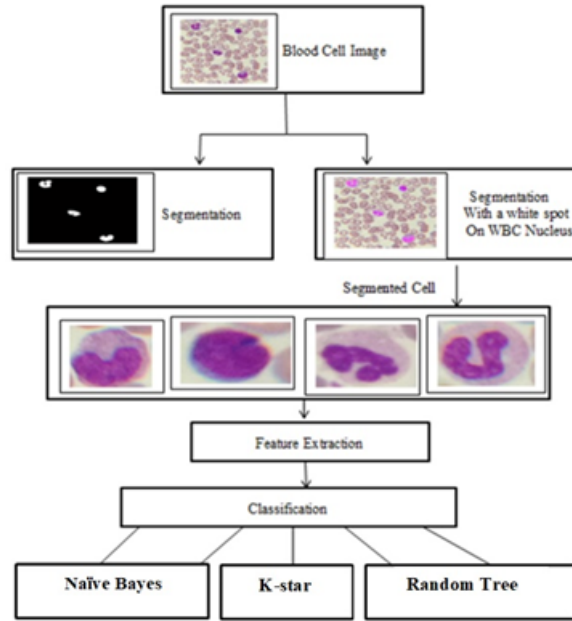 Blood Cell Image
Segmentation
Segmentation
With a white spot
On WBC Nucleus
Segmented Cell
Feature Extraction
Classification
Naïve Bayes
K-star
Random Tree